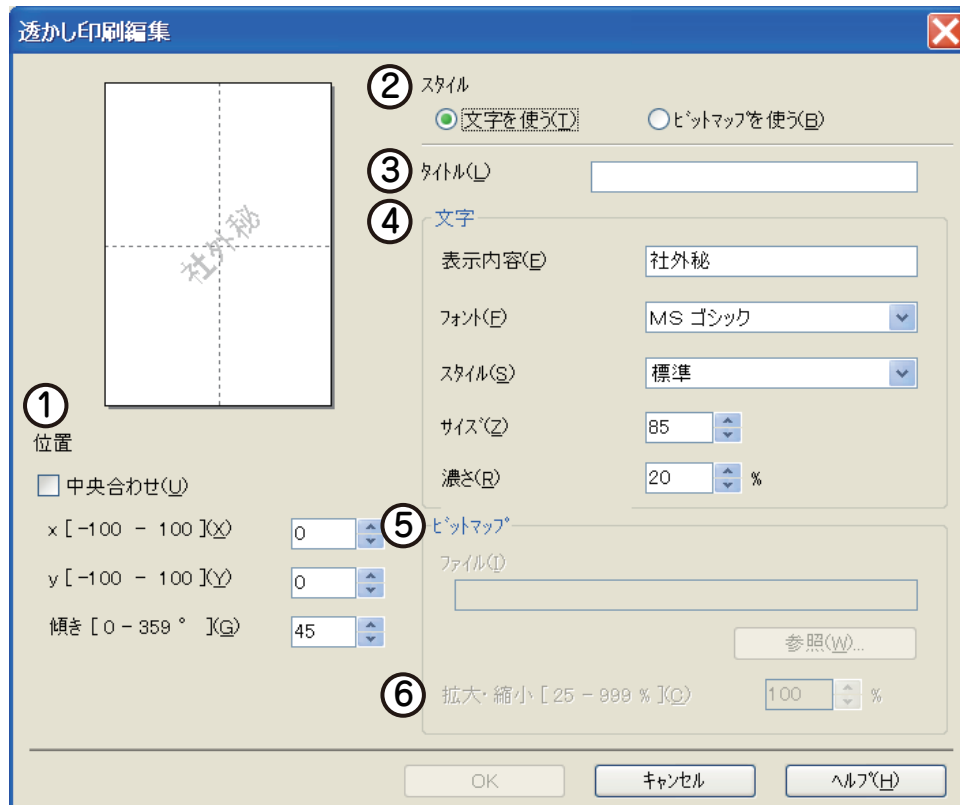 透かし印刷編集
社外秘
① 
位置
中央合わせ(U)
x [ -100 - 100 ](X) 0
y [ -100 - 100 ](Y) 0
傾き [ 0 - 359 ° ](G) 45
② スタイル
文字を使う(T) ビットマップを使う(B)
③ タイトル(L)
④ 文字
表示内容(E) 社外秘
フォント(F) MS ゴシック
スタイル(S) 標準
サイズ(Z) 85
濃さ(R) 20 %
⑤ ビットマップ
ファイル(I)
参照(W)...
⑥ 拡大・縮小 [ 25 - 999 % ](C) 100 %
OK キャンセル ヘルプ(H)